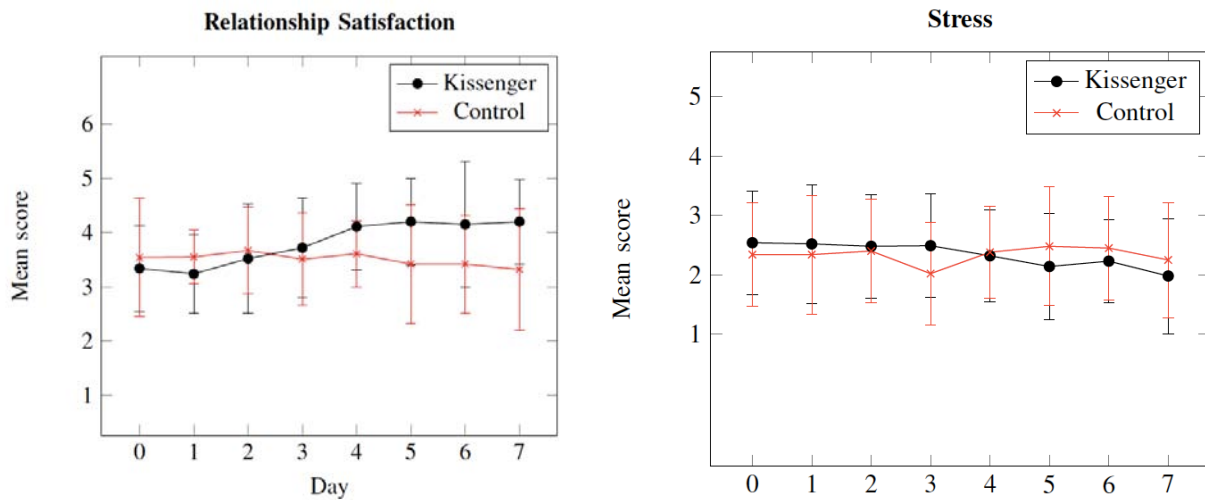 Relationship Satisfaction
Kissenger
Control
6
5
4
3
2
1
Mean score
0 1 2 3 4 5 6 7
Day
Stress
Kissenger
Control
5
4
3
2
1
Mean score
0 1 2 3 4 5 6 7